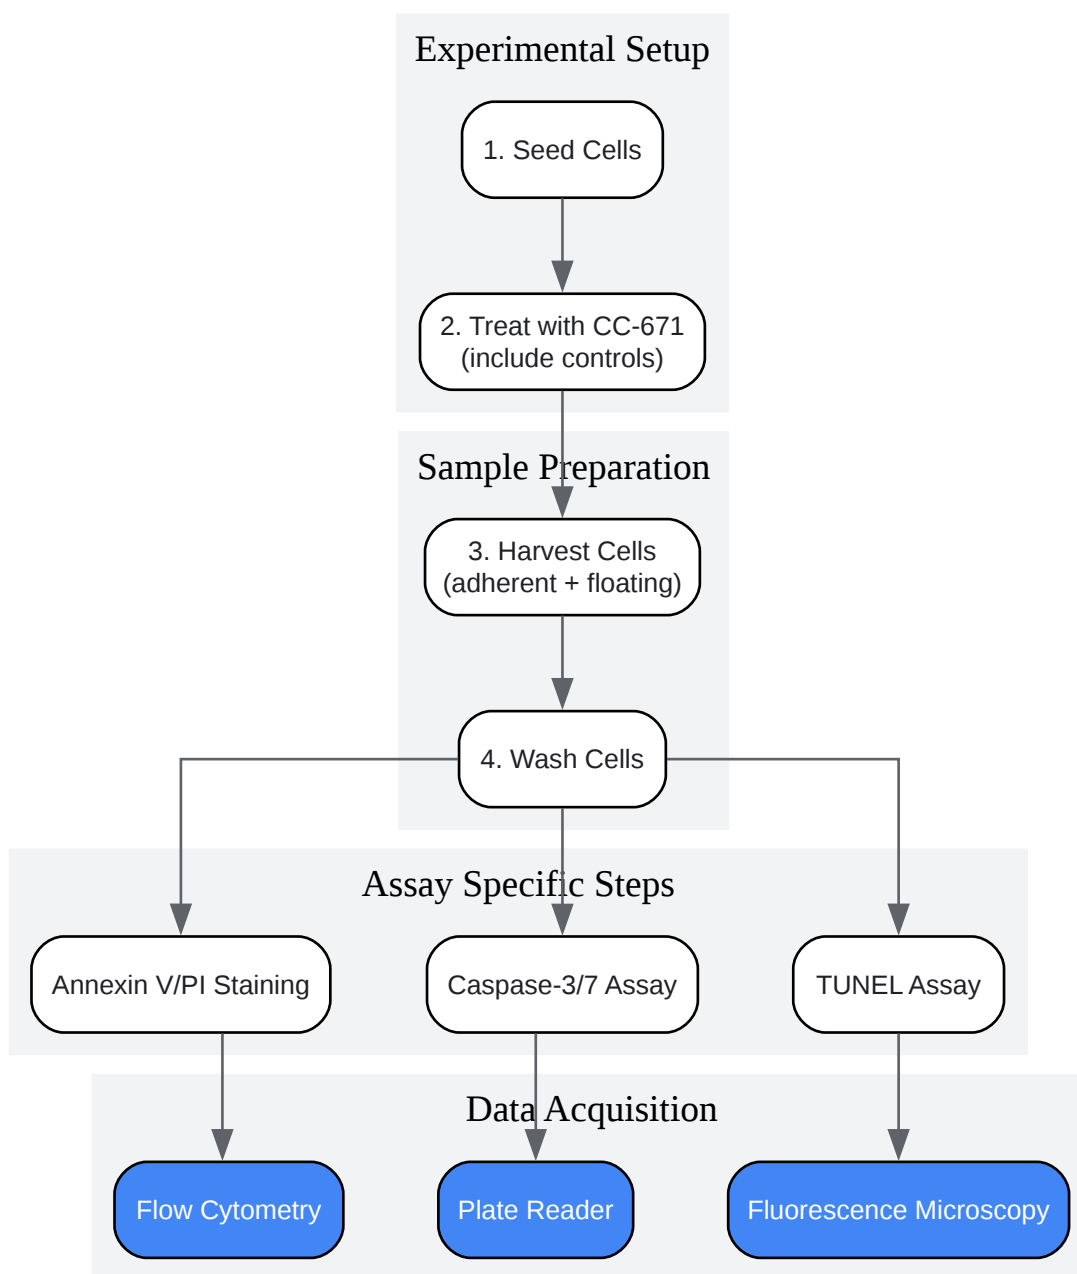 Experimental Setup
1. Seed Cells
2. Treat with CC-671
(include controls)
Sample Preparation
3. Harvest Cells
(adherent + floating)
4. Wash Cells
Assay Specific Steps
Annexin V/PI Staining
Caspase-3/7 Assay
TUNEL Assay
Data Acquisition
Flow Cytometry
Plate Reader
Fluorescence Microscopy